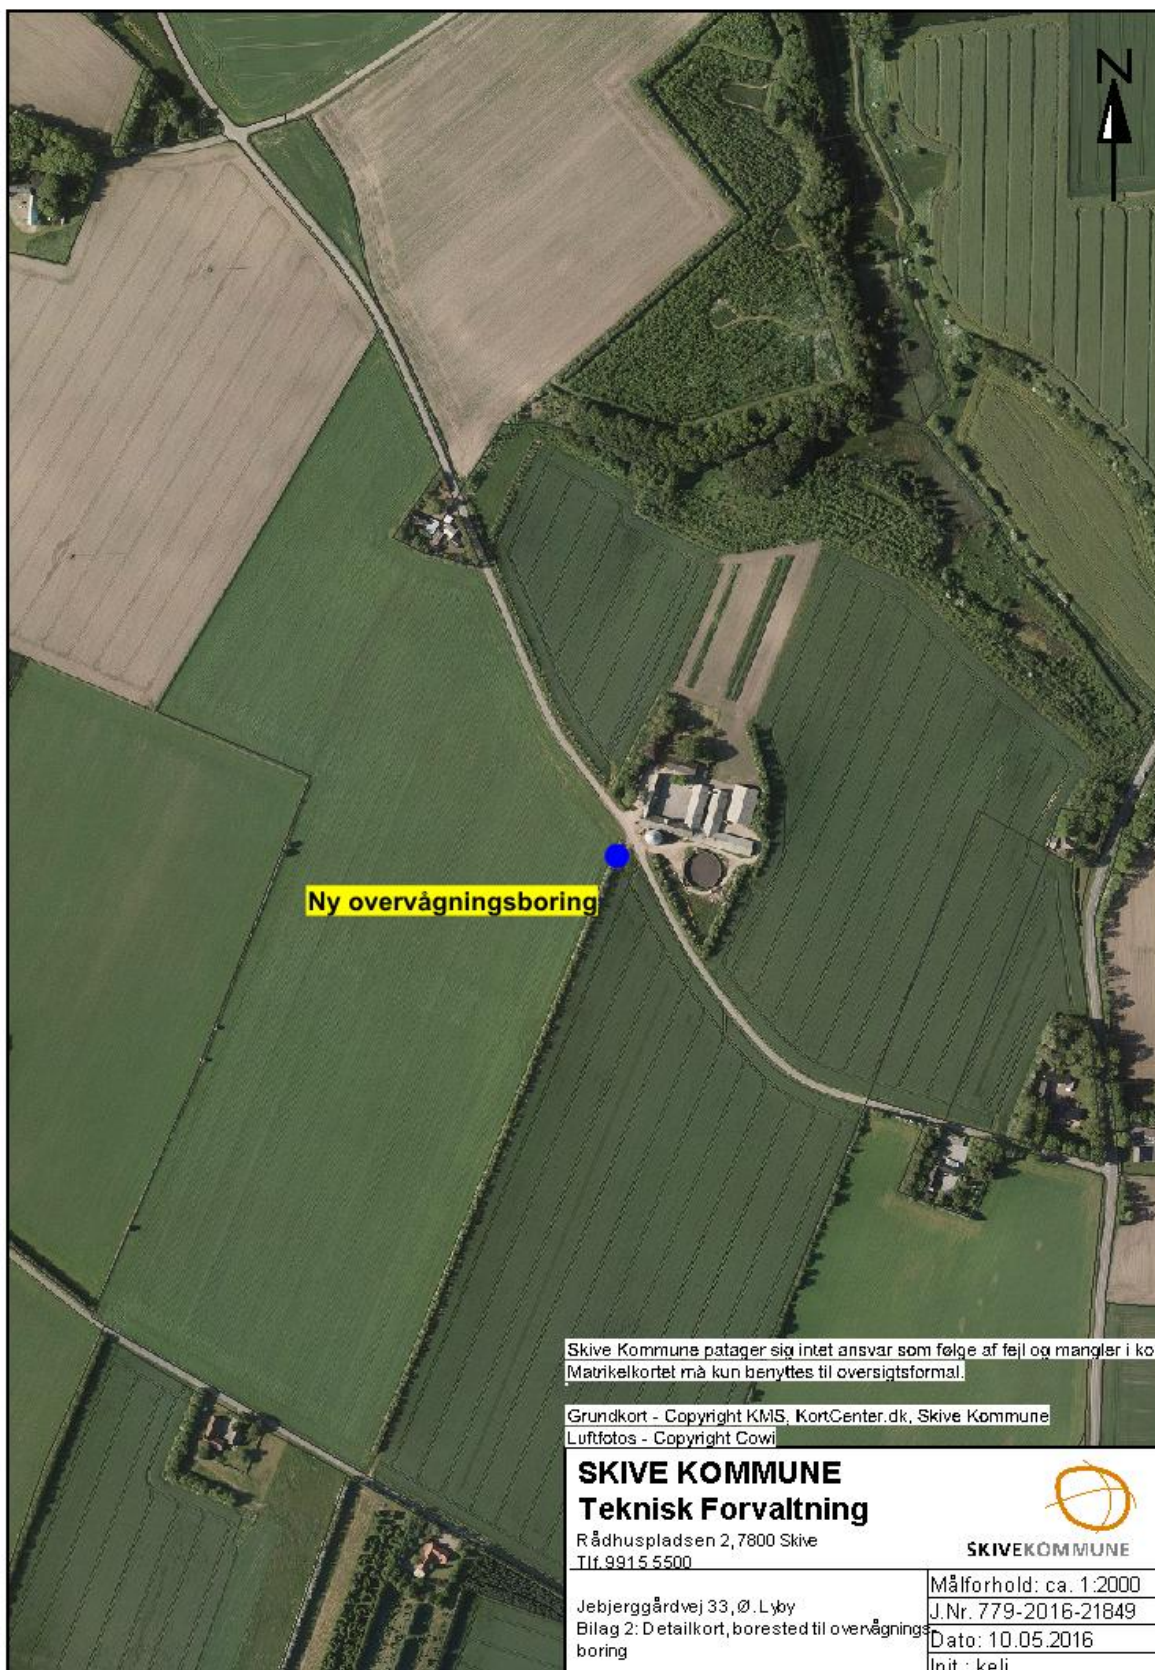 N
Ny overvågningsboring
Skive Kommune patager sig intet ansvar som følge af fejl og mangler i ko
Matrikelkortet må kun benyttes til oversigtsformal.
Grundkort - Copyright KMS, KortCenter.dk, Skive Kommune
Luftfotos - Copyright Cowi
SKIVE KOMMUNE
Teknisk Forvaltning
Rådhuspladsen 2, 7800 Skive
Tlf. 9915 5500
SKIVEKOMMUNE
Jebjerggårdvej 33, Ø. Lyby
Bilag 2: Detailkort, borested til overvågnings-
boring
Målforhold: ca. 1:2000
J.Nr. 779-2016-21849
Dato: 10.05.2016
Init.: keli